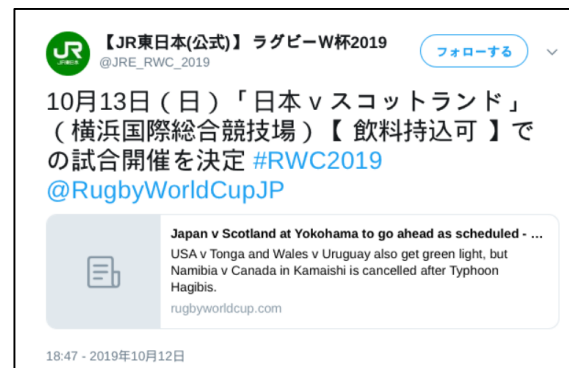 JR
JR東日本
【JR東日本(公式)】 ラグビーW杯2019
@JRE_RWC_2019
フォローする
10月13日（日）「日本 v スコットランド」
（横浜国際総合競技場）【 飲料持込可 】で
の試合開催を決定 #RWC2019
@RugbyWorldCupJP
Japan v Scotland at Yokohama to go ahead as scheduled - ...
USA v Tonga and Wales v Uruguay also get green light, but
Namibia v Canada in Kamaishi is cancelled after Typhoon
Hagibis.
rugbyworldcup.com
18:47 - 2019年10月12日